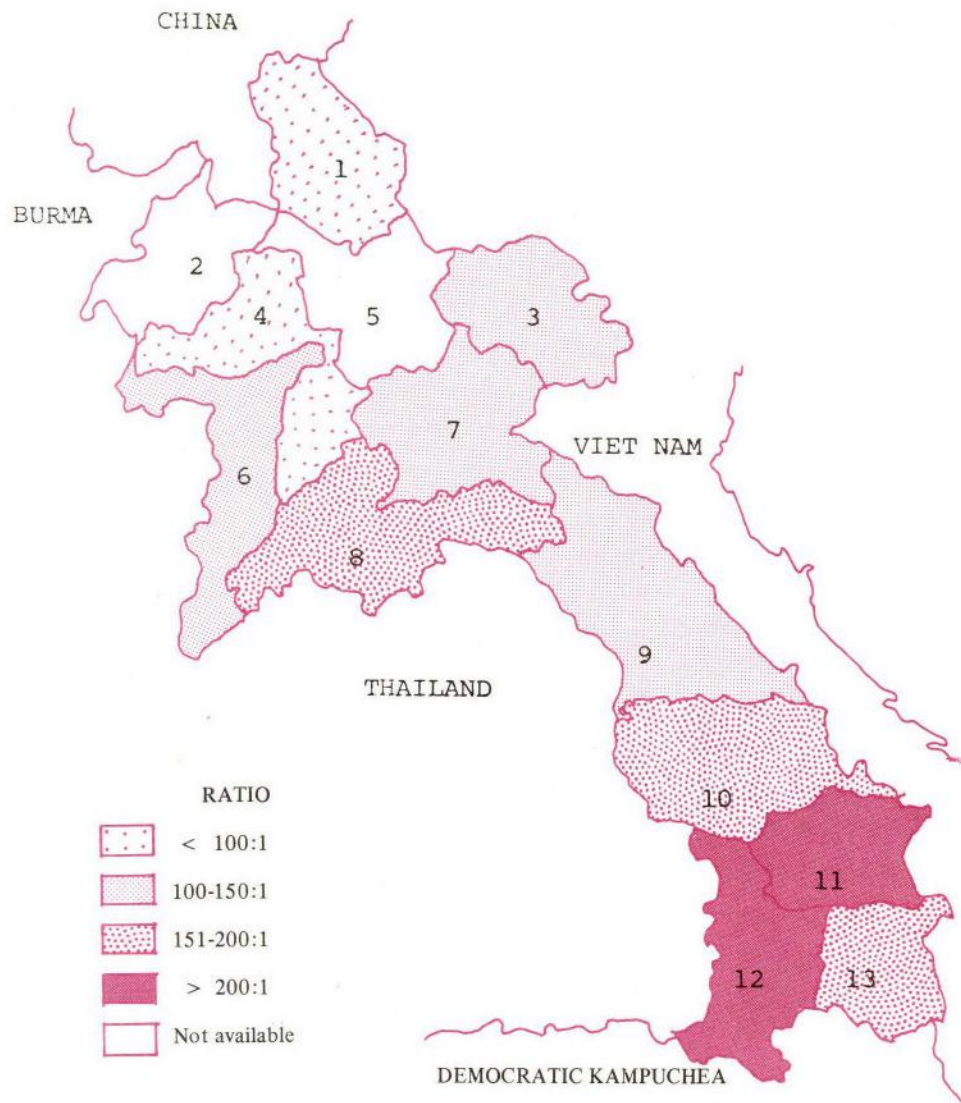 CHINA
1
BURMA
2
4
5
3
VIET NAM
7
6
8
9
THAILAND
10
11
12
13
RATIO
< 100:1
100-150:1
151-200:1
> 200:1
Not available
DEMOCRATIC KAMPUCHEA